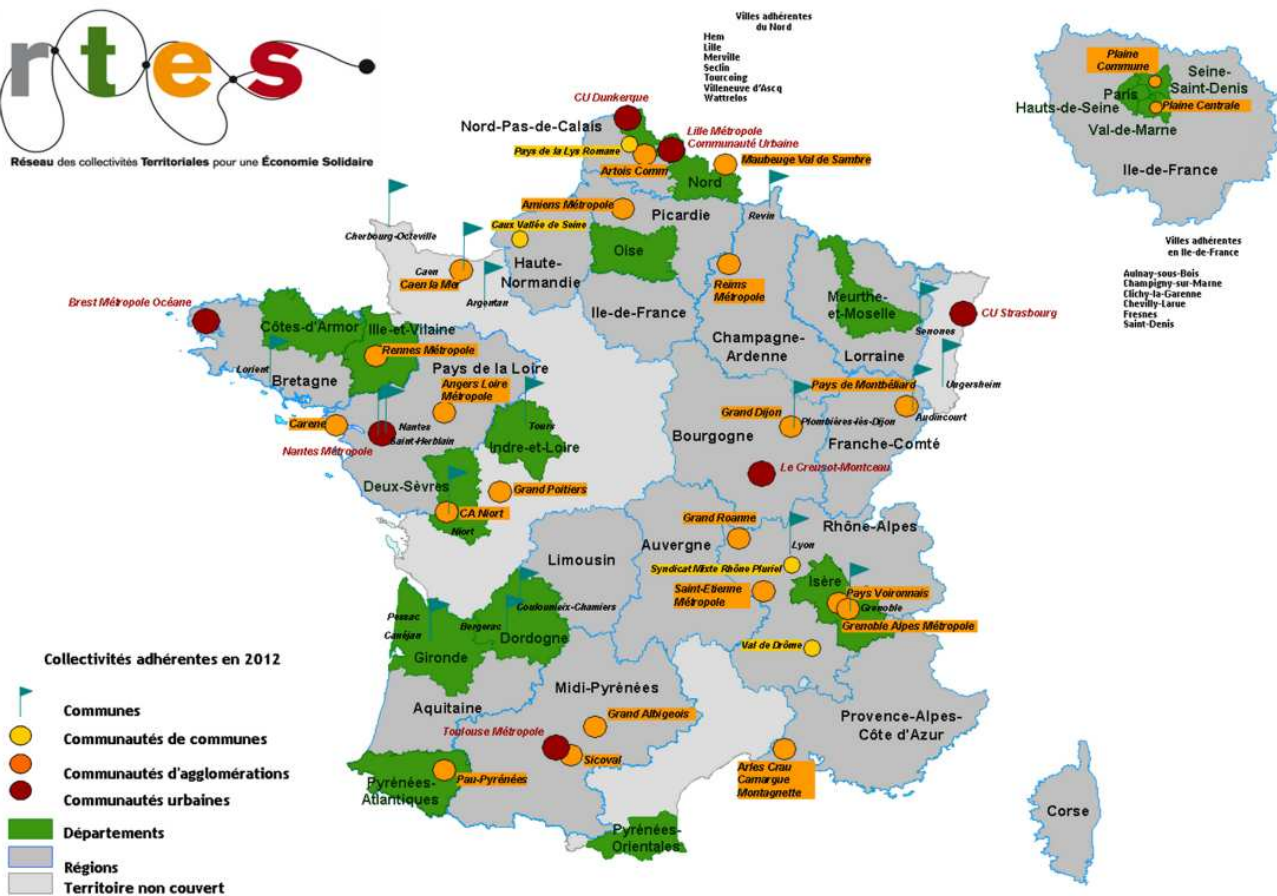 rtes
Réseau des collectivités Territoriales pour une Économie Solidaire
Villes adhérentes
du Nord
Hem
Lille
Merville
Seclin
Tourcoing
Villeneuve d'Ascq
Wattrelos
Plaine
Commune
Seine-
Saint-Denis
Paris
Hauts-de-Seine
Plaine Centrale
Val-de-Marne
Ile-de-France
Villes adhérentes
en Ile-de-France
Aulnay-sous-Bois
Champigny-sur-Marne
Clichy-la-Garenne
Chevilly-Larue
Fresnes
Saint-Denis
CU Dunkerque
Nord-Pas-de-Calais
Lille Métropole
Communauté Urbaine
Pays de la Lys Romane
Artois Comm
Maubeuge Val de Sambre
Nord
Amiens Métropole
Picardie
Revin
Cherbourg-Octeville
Caux Vallée de Seine
Oise
Caen
Caen la Mer
Haute-
Normandie
Argentan
Reims
Métropole
Meurthe-
et-Moselle
Brest Métropole Océane
Ile-de-France
CU Strasbourg
Côtes-d'Armor
Ille-et-Vilaine
Senones
Champagne-
Ardenne
Lorraine
Rennes Métropole
Lorient
Bretagne
Pays de la Loire
Ungersheim
Angers Loire
Métropole
Pays de Montbéliard
Audincourt
Carene
Nantes
Saint-Herblain
Tours
Grand Dijon
Plombières-lès-Dijon
Bourgogne
Franche-Comté
Nantes Métropole
Indre-et-Loire
Le Creusot-Montceau
Deux-Sèvres
Grand Poitiers
CA Niort
Niort
Grand Roanne
Rhône-Alpes
Auvergne
Lyon
Limousin
Syndicat Mixte Rhône Pluriel
Isère
Saint-Etienne
Métropole
Pays Voironnais
Grenoble
Grenoble Alpes Métropole
Coulounieix-Chamiers
Pessac
Canéjan
Bergerac
Dordogne
Gironde
Val de Drôme
Collectivités adhérentes en 2012
Communes
Communautés de communes
Communautés d'agglomérations
Communautés urbaines
Départements
Régions
Territoire non couvert
Midi-Pyrénées
Aquitaine
Grand Albigeois
Provence-Alpes-
Côte d'Azur
Toulouse Métropole
Sicoval
Arles Crau
Camargue
Montagnette
Pau-Pyrénées
Pyrénées-
Atlantiques
Pyrénées-
Orientales
Corse